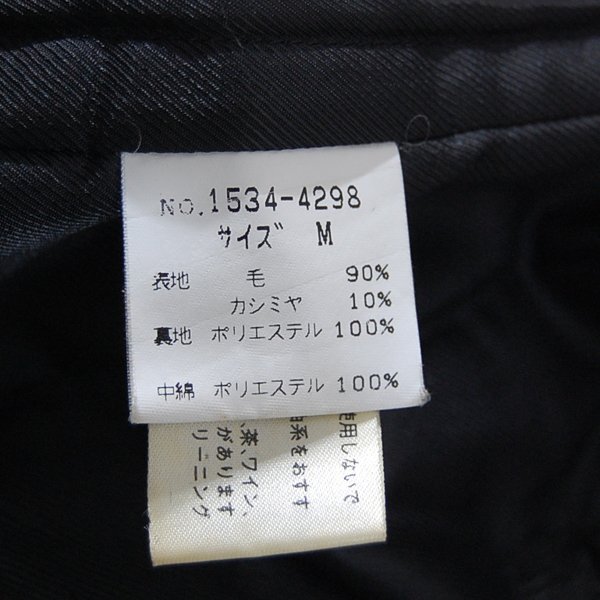 No.1534-4298
サイズ M
表地 毛 90%
カシミヤ 10%
裏地 ポリエステル 100%
中綿 ポリエステル 100%
使用しないで
油系をおすす
、茶、ワイン、
があります
リーニング